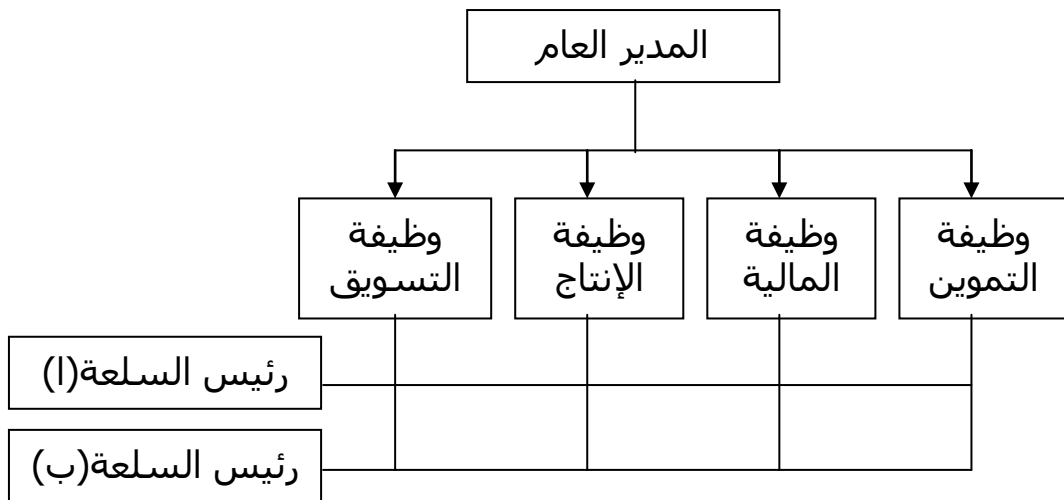 المدير العام
وظيفة
التموين
وظيفة
المالية
وظيفة
الإنتاج
وظيفة
التسويق
رئيس السلعة(ا)
رئيس السلعة(ب)